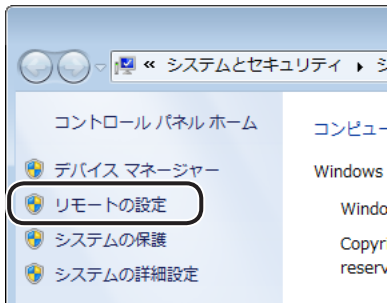 « システムとセキュリティ ▸
コントロール パネル ホーム
デバイス マネージャー
リモートの設定
システムの保護
システムの詳細設定
コンピュー
Windows
Windo
Copyri
reserv